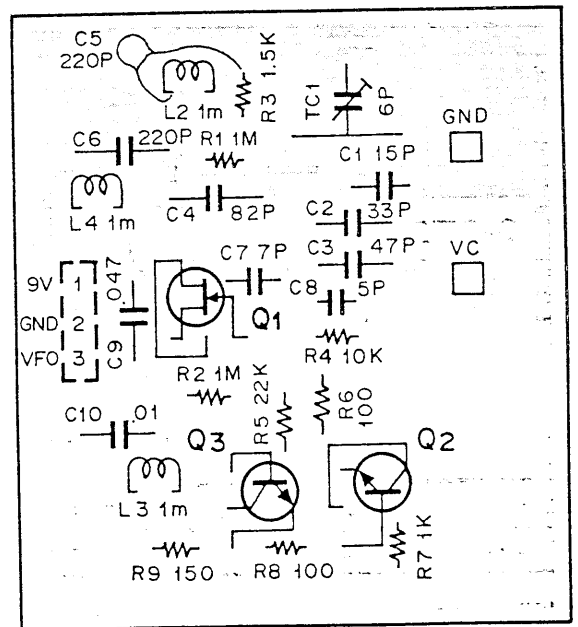 C5
220P
L2 1m
R3 1.5K
TC1
6P
GND
C6
220P
R1 1M
C1 15P
L4 1m
C4
82P
C2
33P
C3
47P
VC
C7 7P
C8
5P
9V
1
.047
GND
2
Q1
VFO
3
C9
R4 10K
R2 1M
C10
.01
R5 22K
R6
100
Q3
Q2
L3 1m
R7 1K
R9 150
R8 100